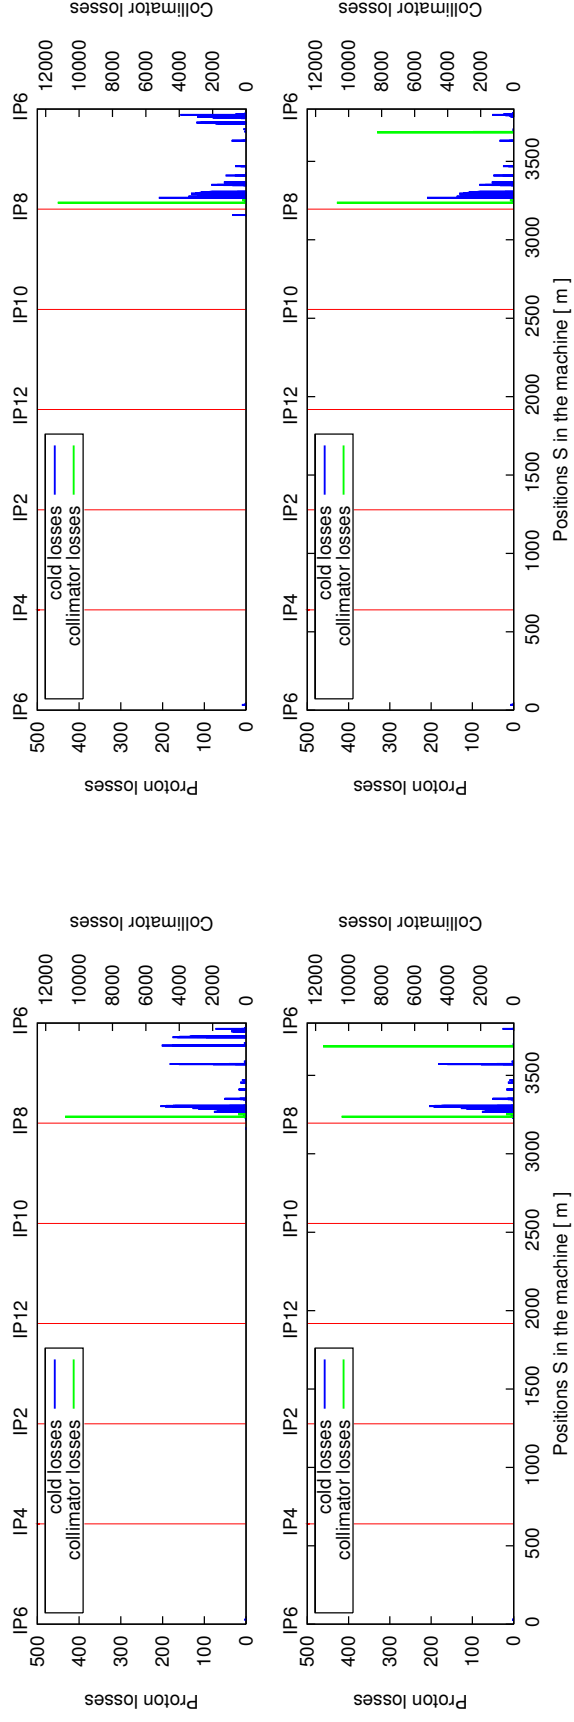 IP6 IP4 IP2 IP12 IP10 IP8 IP6
500
400
300
200
100
0
Proton losses
cold losses
collimator losses
12000
10000
8000
6000
4000
2000
0
Collimator losses
IP6 IP4 IP2 IP12 IP10 IP8 IP6
500
400
300
200
100
0
Proton losses
cold losses
collimator losses
12000
10000
8000
6000
4000
2000
0
Collimator losses
IP6 IP4 IP2 IP12 IP10 IP8 IP6
500
400
300
200
100
0
Proton losses
cold losses
collimator losses
12000
10000
8000
6000
4000
2000
0
Collimator losses
0 500 1000 1500 2000 2500 3000 3500
Positions S in the machine [ m ]
IP6 IP4 IP2 IP12 IP10 IP8 IP6
500
400
300
200
100
0
Proton losses
cold losses
collimator losses
12000
10000
8000
6000
4000
2000
0
Collimator losses
0 500 1000 1500 2000 2500 3000 3500
Positions S in the machine [ m ]